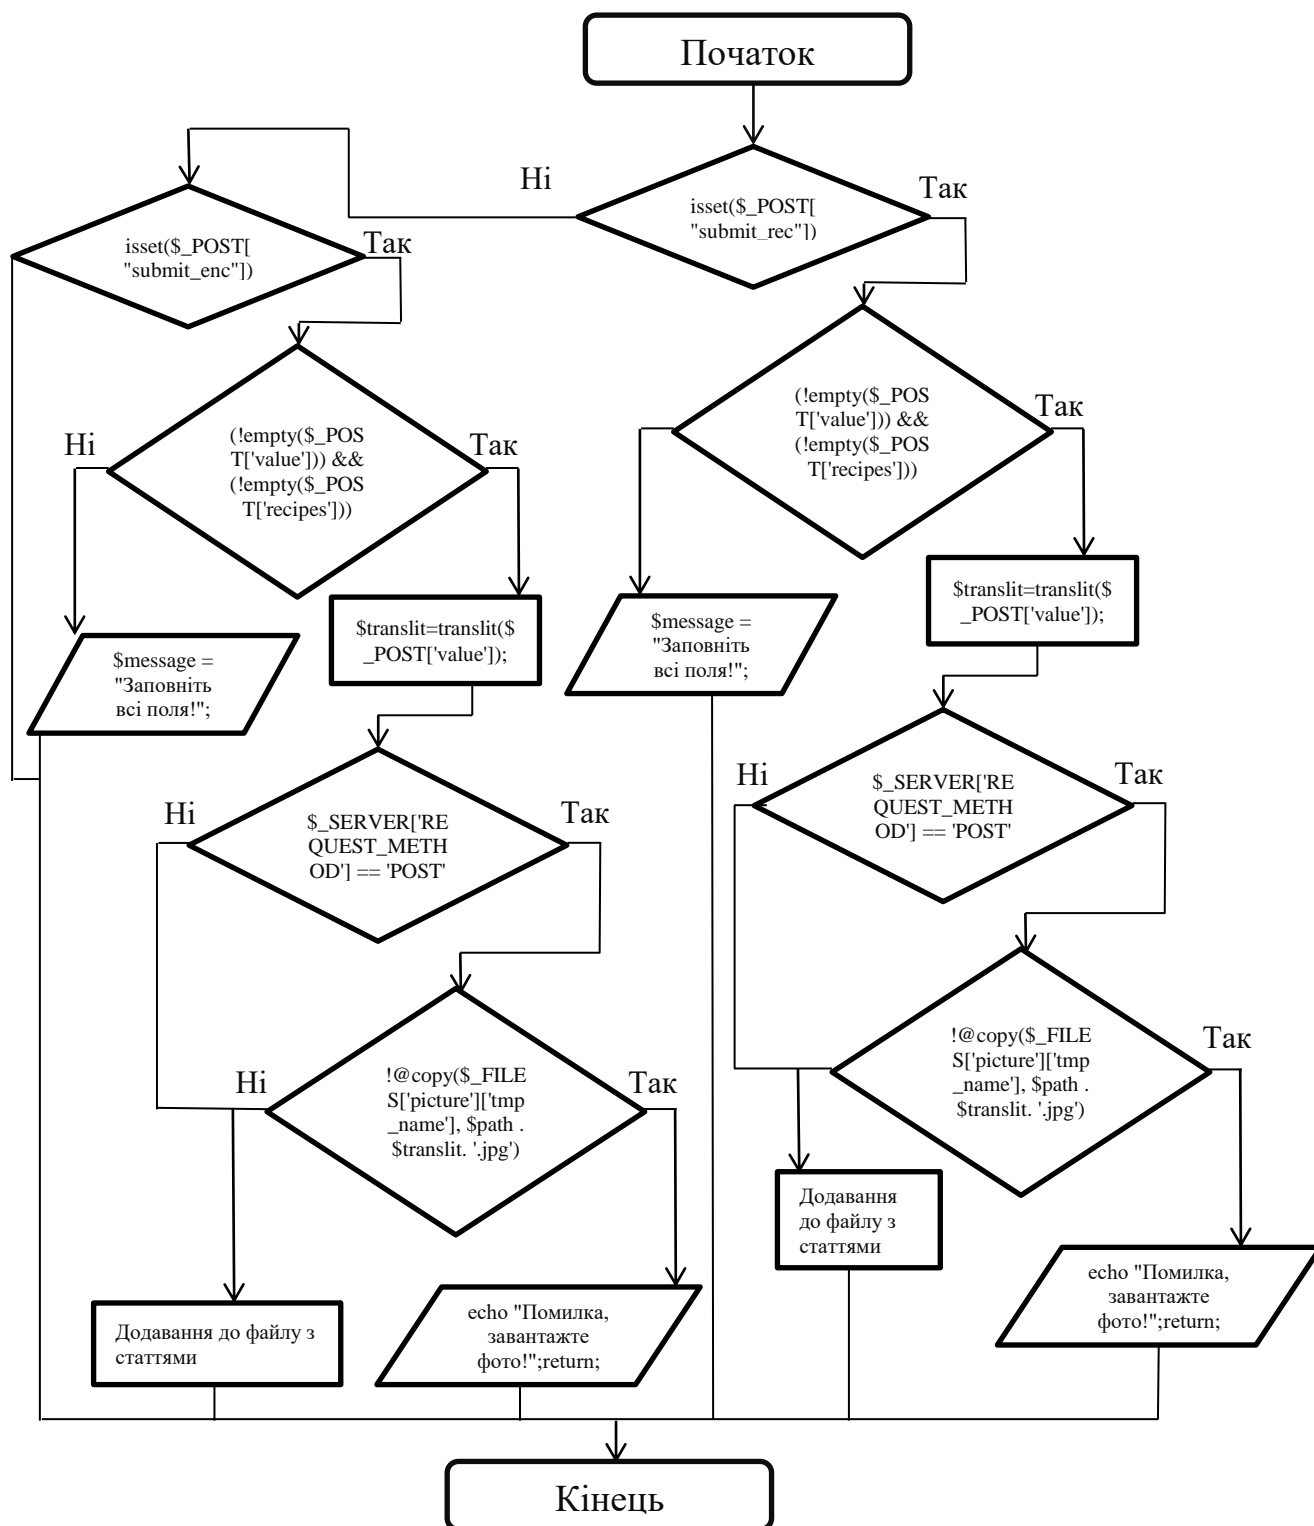 Початок
Ні
Так
isset($_POST[
"submit_rec"])
isset($_POST[
"submit_enc"])
Так
(!empty($_POS
T['value'])) &&
(!empty($_POS
T['recipes']))
Так
Ні
(!empty($_POS
T['value'])) &&
(!empty($_POS
T['recipes']))
Так
$translit=translit($
_POST['value']);
$message =
"Заповніть
всі поля!";
$translit=translit($
_POST['value']);
$message =
"Заповніть
всі поля!";
Ні
$_SERVER['RE
QUEST_METH
OD'] == 'POST'
Так
Ні
$_SERVER['RE
QUEST_METH
OD'] == 'POST'
Так
!@copy($_FILE
S['picture']['tmp
_name'], $path .
$translit. '.jpg')
Так
Ні
!@copy($_FILE
S['picture']['tmp
_name'], $path .
$translit. '.jpg')
Так
Додавання
до файлу з
статтями
echo "Помилка,
завантажте
фото!";return;
Додавання до файлу з
статтями
echo "Помилка,
завантажте
фото!";return;
Кінець